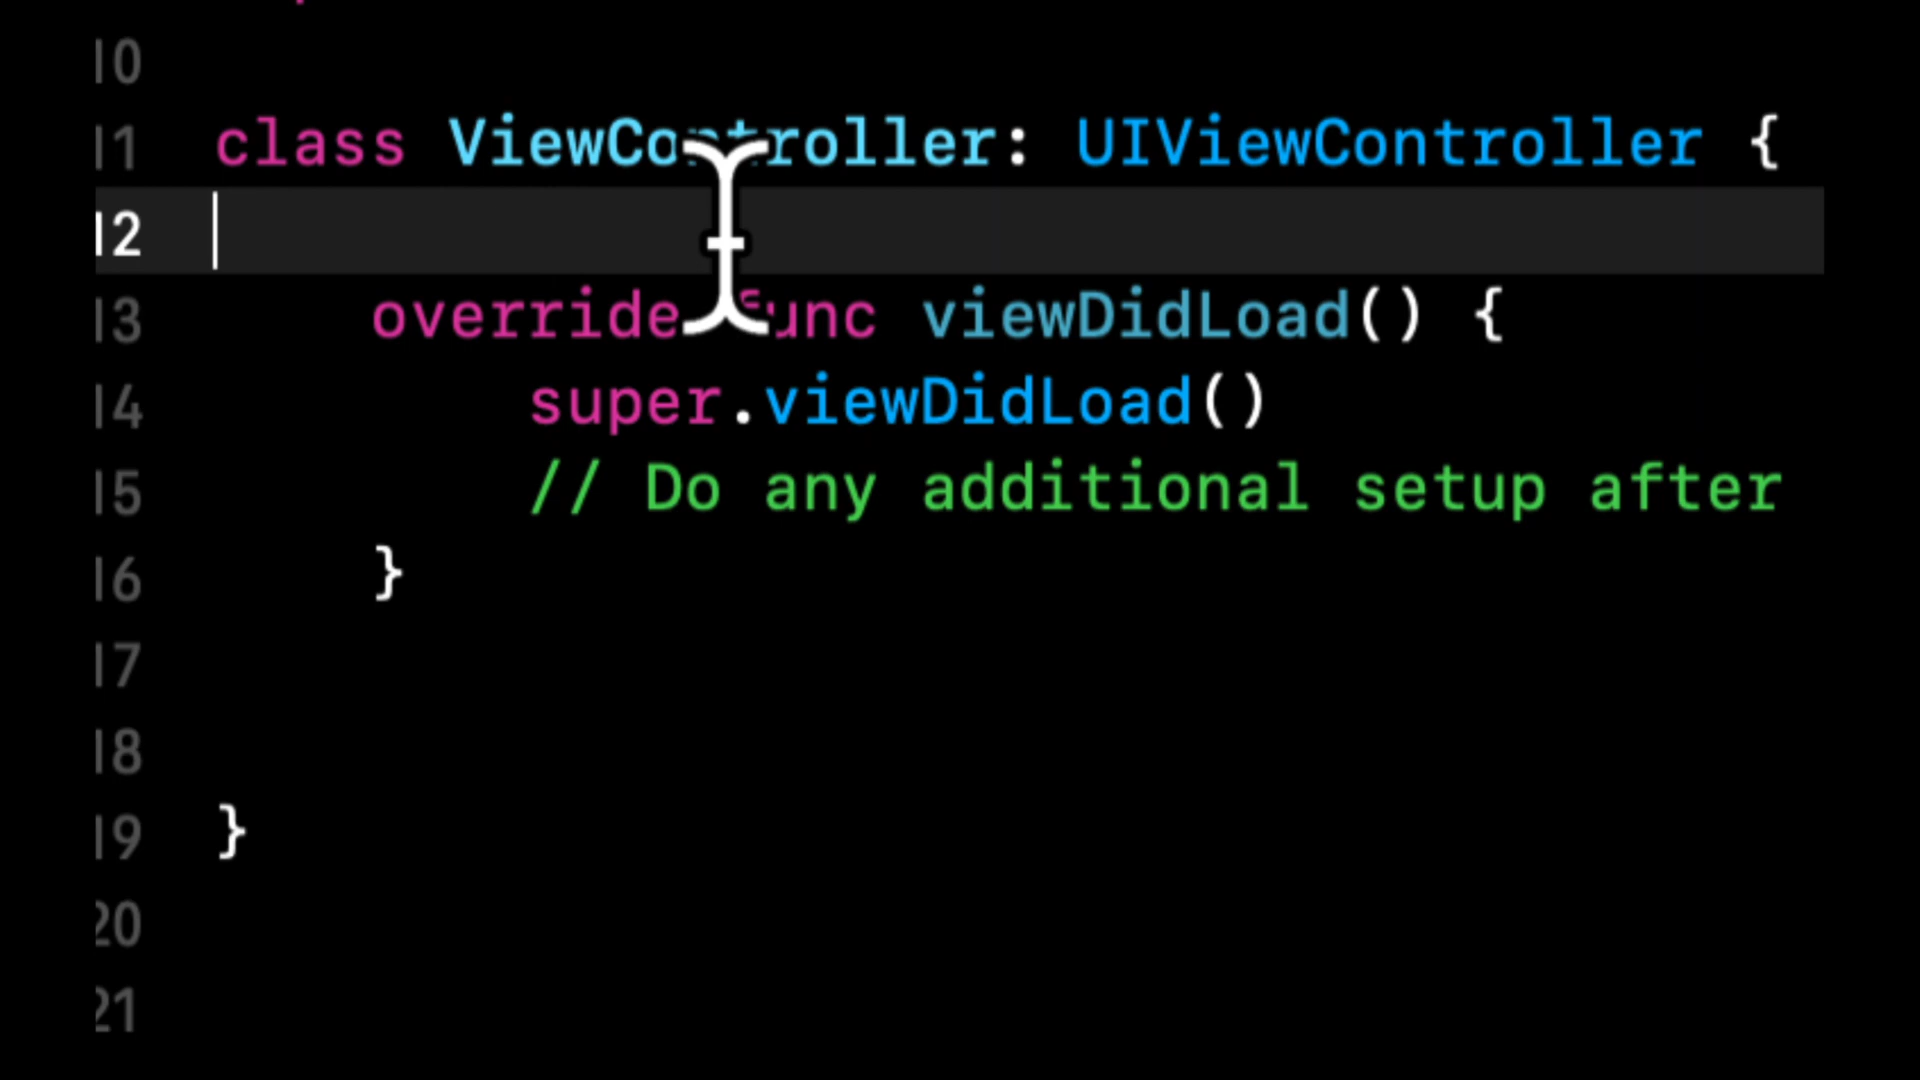 10
11 class ViewController: UIViewController {
12
13 override func viewDidLoad() {
14 super.viewDidLoad()
15 // Do any additional setup after
16 }
17
18
19 }
20
21